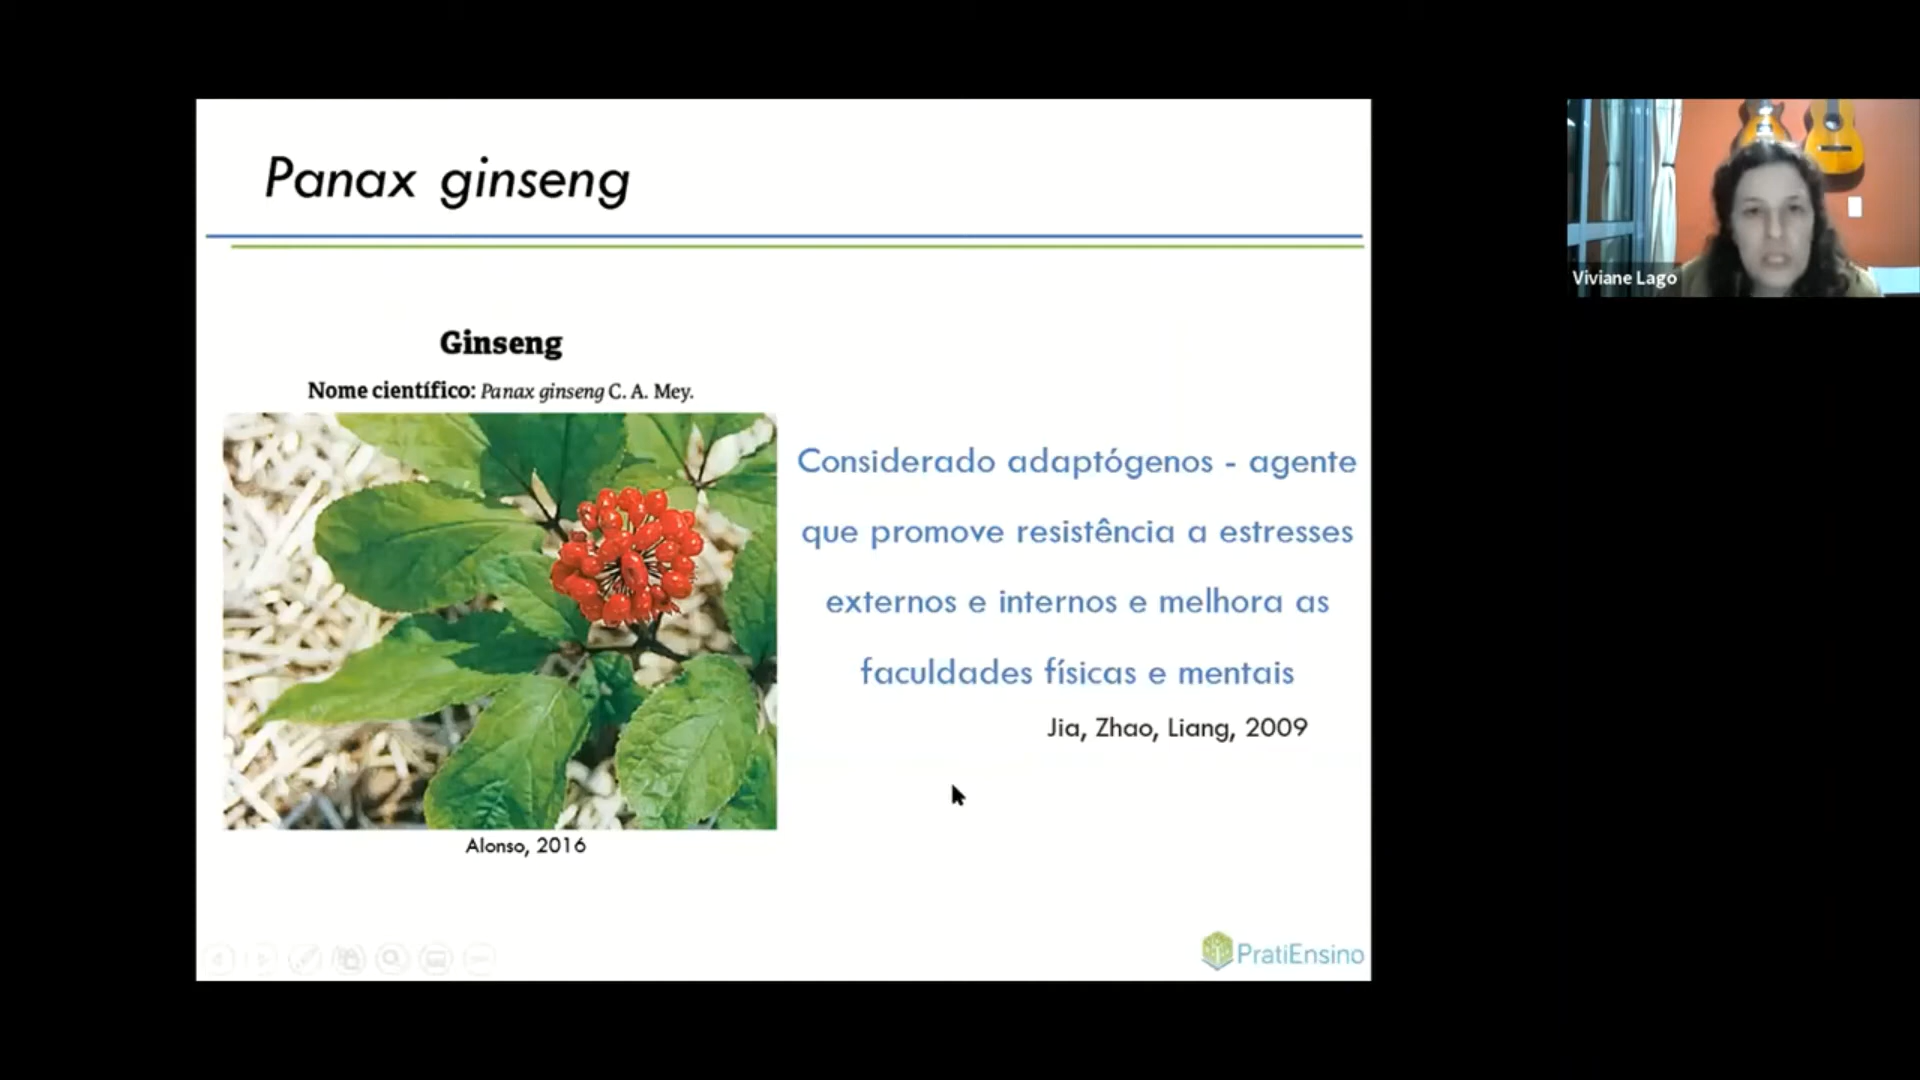 Panax ginseng
Viviane Lago
Ginseng
Nome científico: Panax ginseng C. A. Mey.
Considerado adaptógenos - agente
que promove resistência a estresses
externos e internos e melhora as
faculdades físicas e mentais
Jia, Zhao, Liang, 2009
Alonso, 2016
PratiEnsino